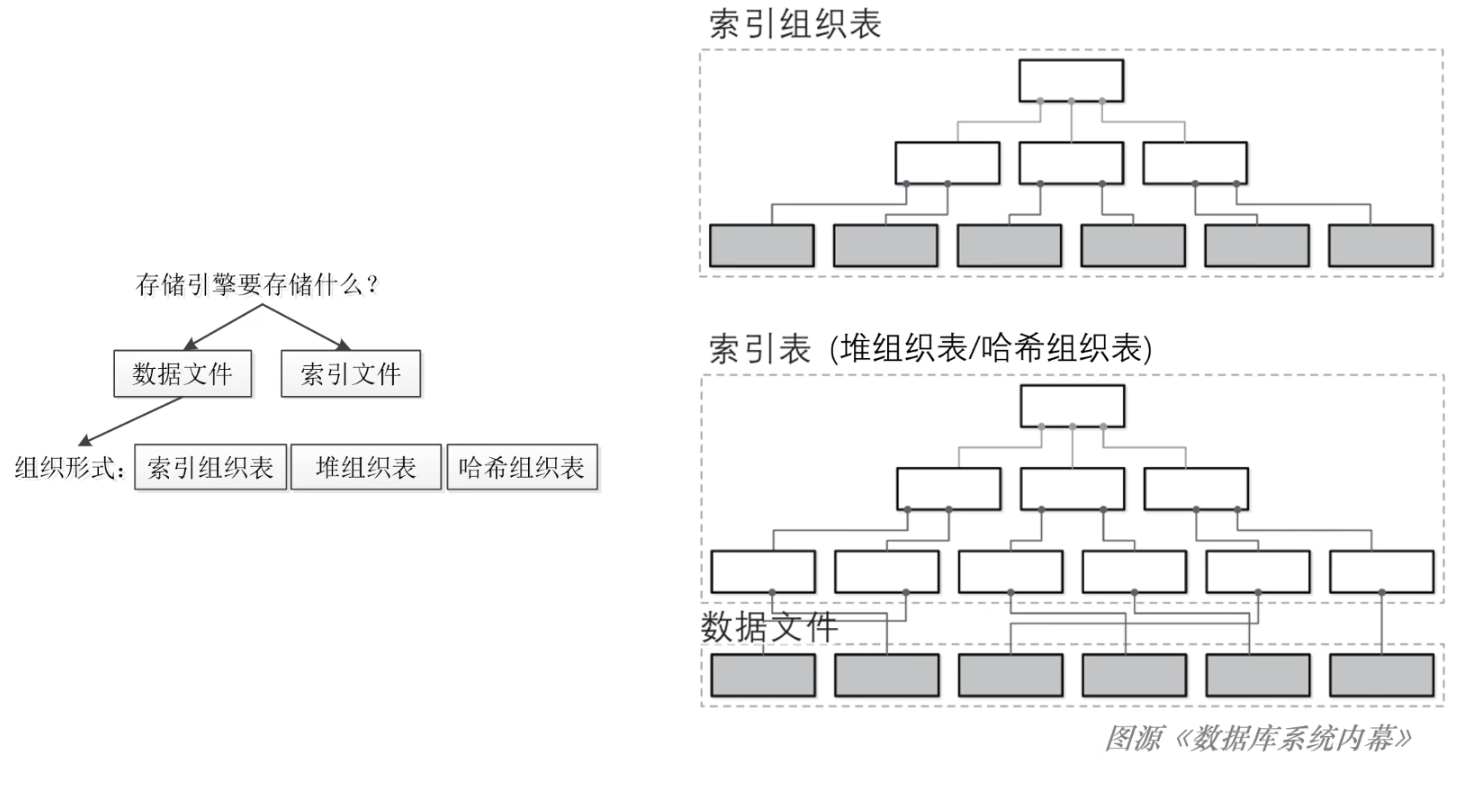 存储引擎要存储什么?
数据文件
索引文件
组织形式:
索引组织表
堆组织表
哈希组织表
索引组织表
索引表 (堆组织表/哈希组织表)
数据文件
图源《数据库系统内幕》